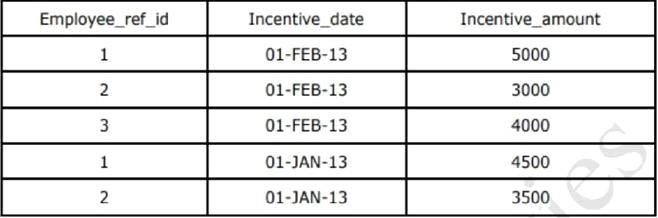 Employee_ref_id Incentive_date Incentive_amount
1 01-FEB-13 5000
2 01-FEB-13 3000
3 01-FEB-13 4000
1 01-JAN-13 4500
2 01-JAN-13 3500